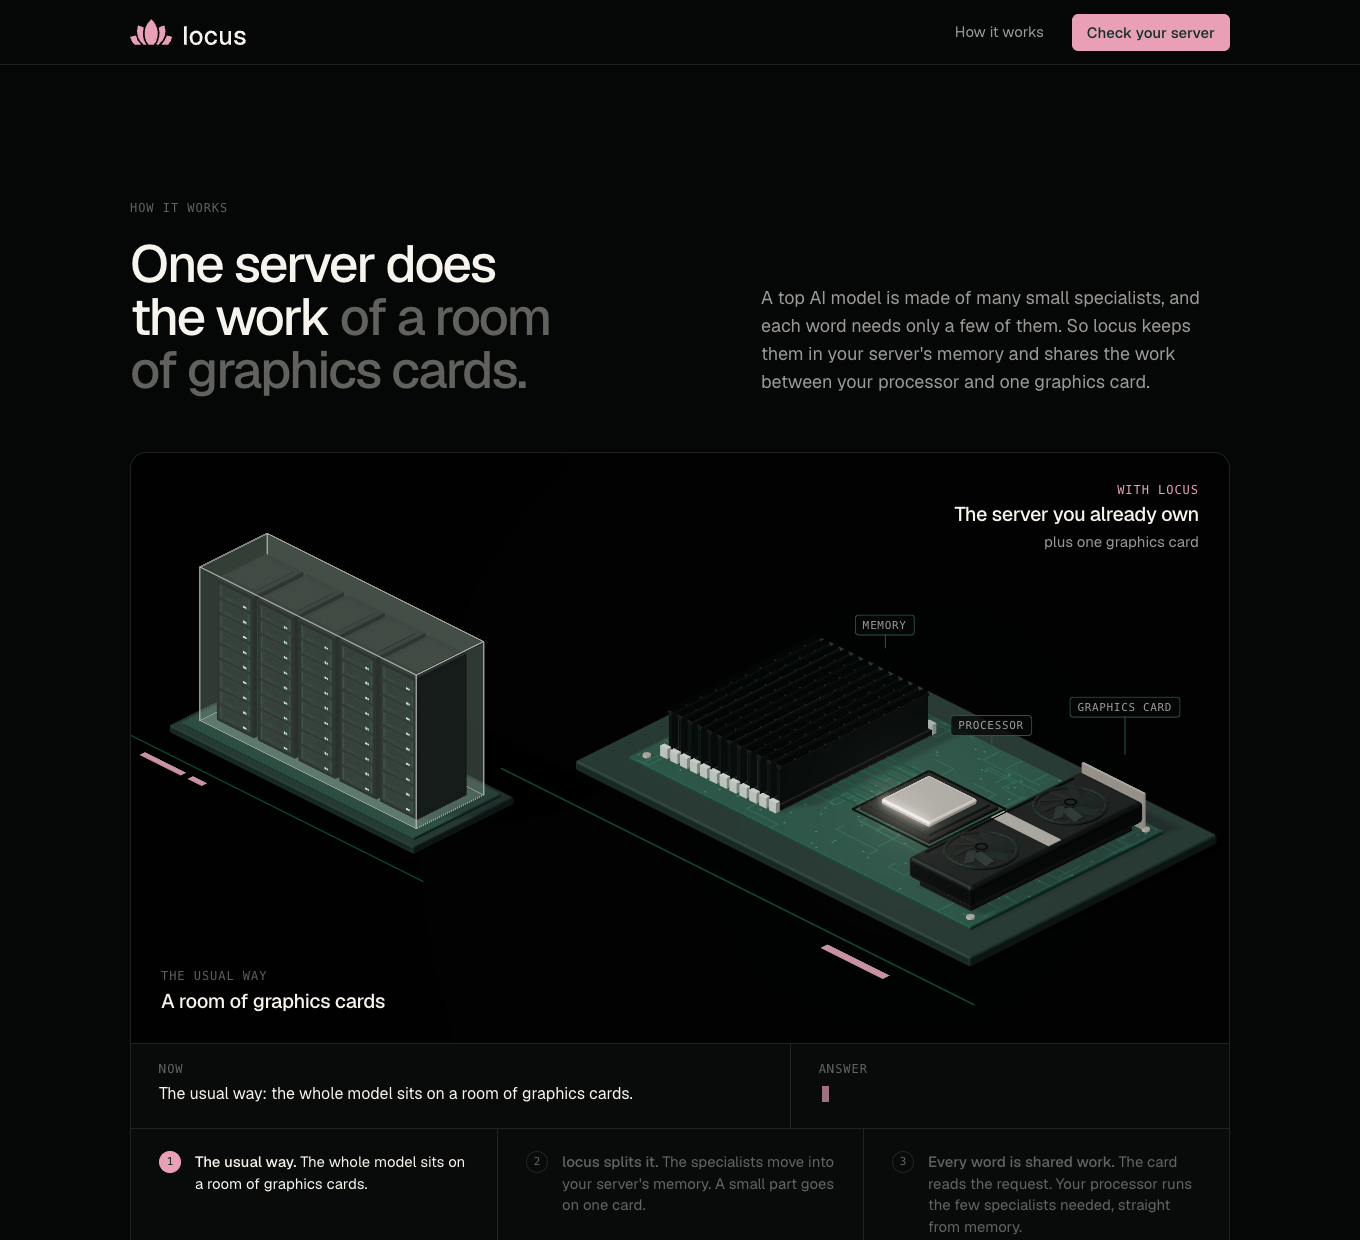 locus
How it works
Check your server
HOW IT WORKS
One server does
the work of a room
of graphics cards.
A top AI model is made of many small specialists, and
each word needs only a few of them. So locus keeps
them in your server's memory and shares the work
between your processor and one graphics card.
WITH LOCUS
The server you already own
plus one graphics card
MEMORY
GRAPHICS CARD
PROCESSOR
THE USUAL WAY
A room of graphics cards
NOW
The usual way: the whole model sits on a room of graphics cards.
ANSWER
1
The usual way. The whole model sits on
a room of graphics cards.
2
locus splits it. The specialists move into
your server's memory. A small part goes
on one card.
3
Every word is shared work. The card
reads the request. Your processor runs
the few specialists needed, straight
from memory.